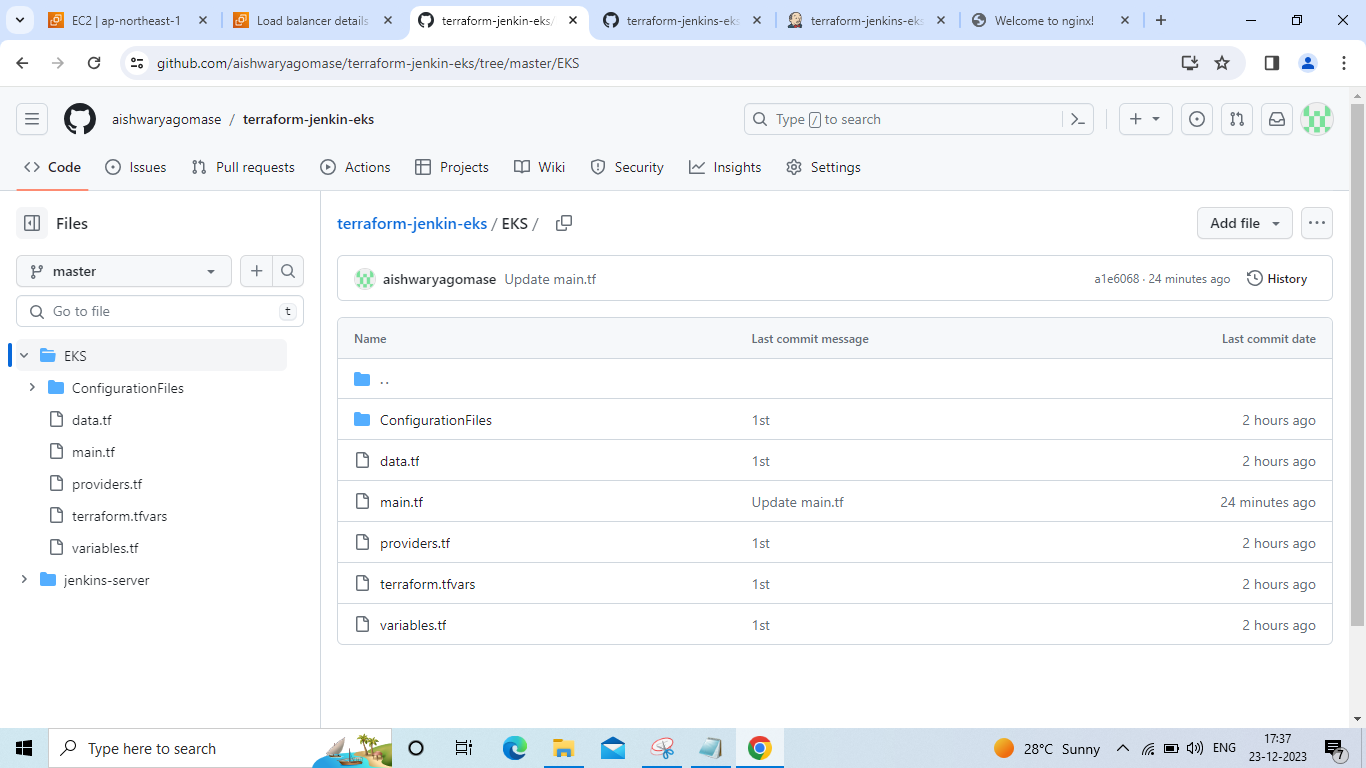 EC2 | ap-northeast-1
Load balancer details
terraform-jenkin-eks/
terraform-jenkins-eks
terraform-jenkins-eks
Welcome to nginx!
github.com/aishwaryagomase/terraform-jenkin-eks/tree/master/EKS
aishwaryagomase / terraform-jenkin-eks
Type / to search
Code
Issues
Pull requests
Actions
Projects
Wiki
Security
Insights
Settings
Files
master
Go to file
t
EKS
ConfigurationFiles
data.tf
main.tf
providers.tf
terraform.tfvars
variables.tf
jenkins-server
terraform-jenkin-eks / EKS /
Add file
aishwaryagomase Update main.tf
a1e6068 · 24 minutes ago
History
Name Last commit message Last commit date
..
ConfigurationFiles 1st 2 hours ago
data.tf 1st 2 hours ago
main.tf Update main.tf 24 minutes ago
providers.tf 1st 2 hours ago
terraform.tfvars 1st 2 hours ago
variables.tf 1st 2 hours ago
Type here to search
28°C Sunny
ENG
17:37
23-12-2023
7